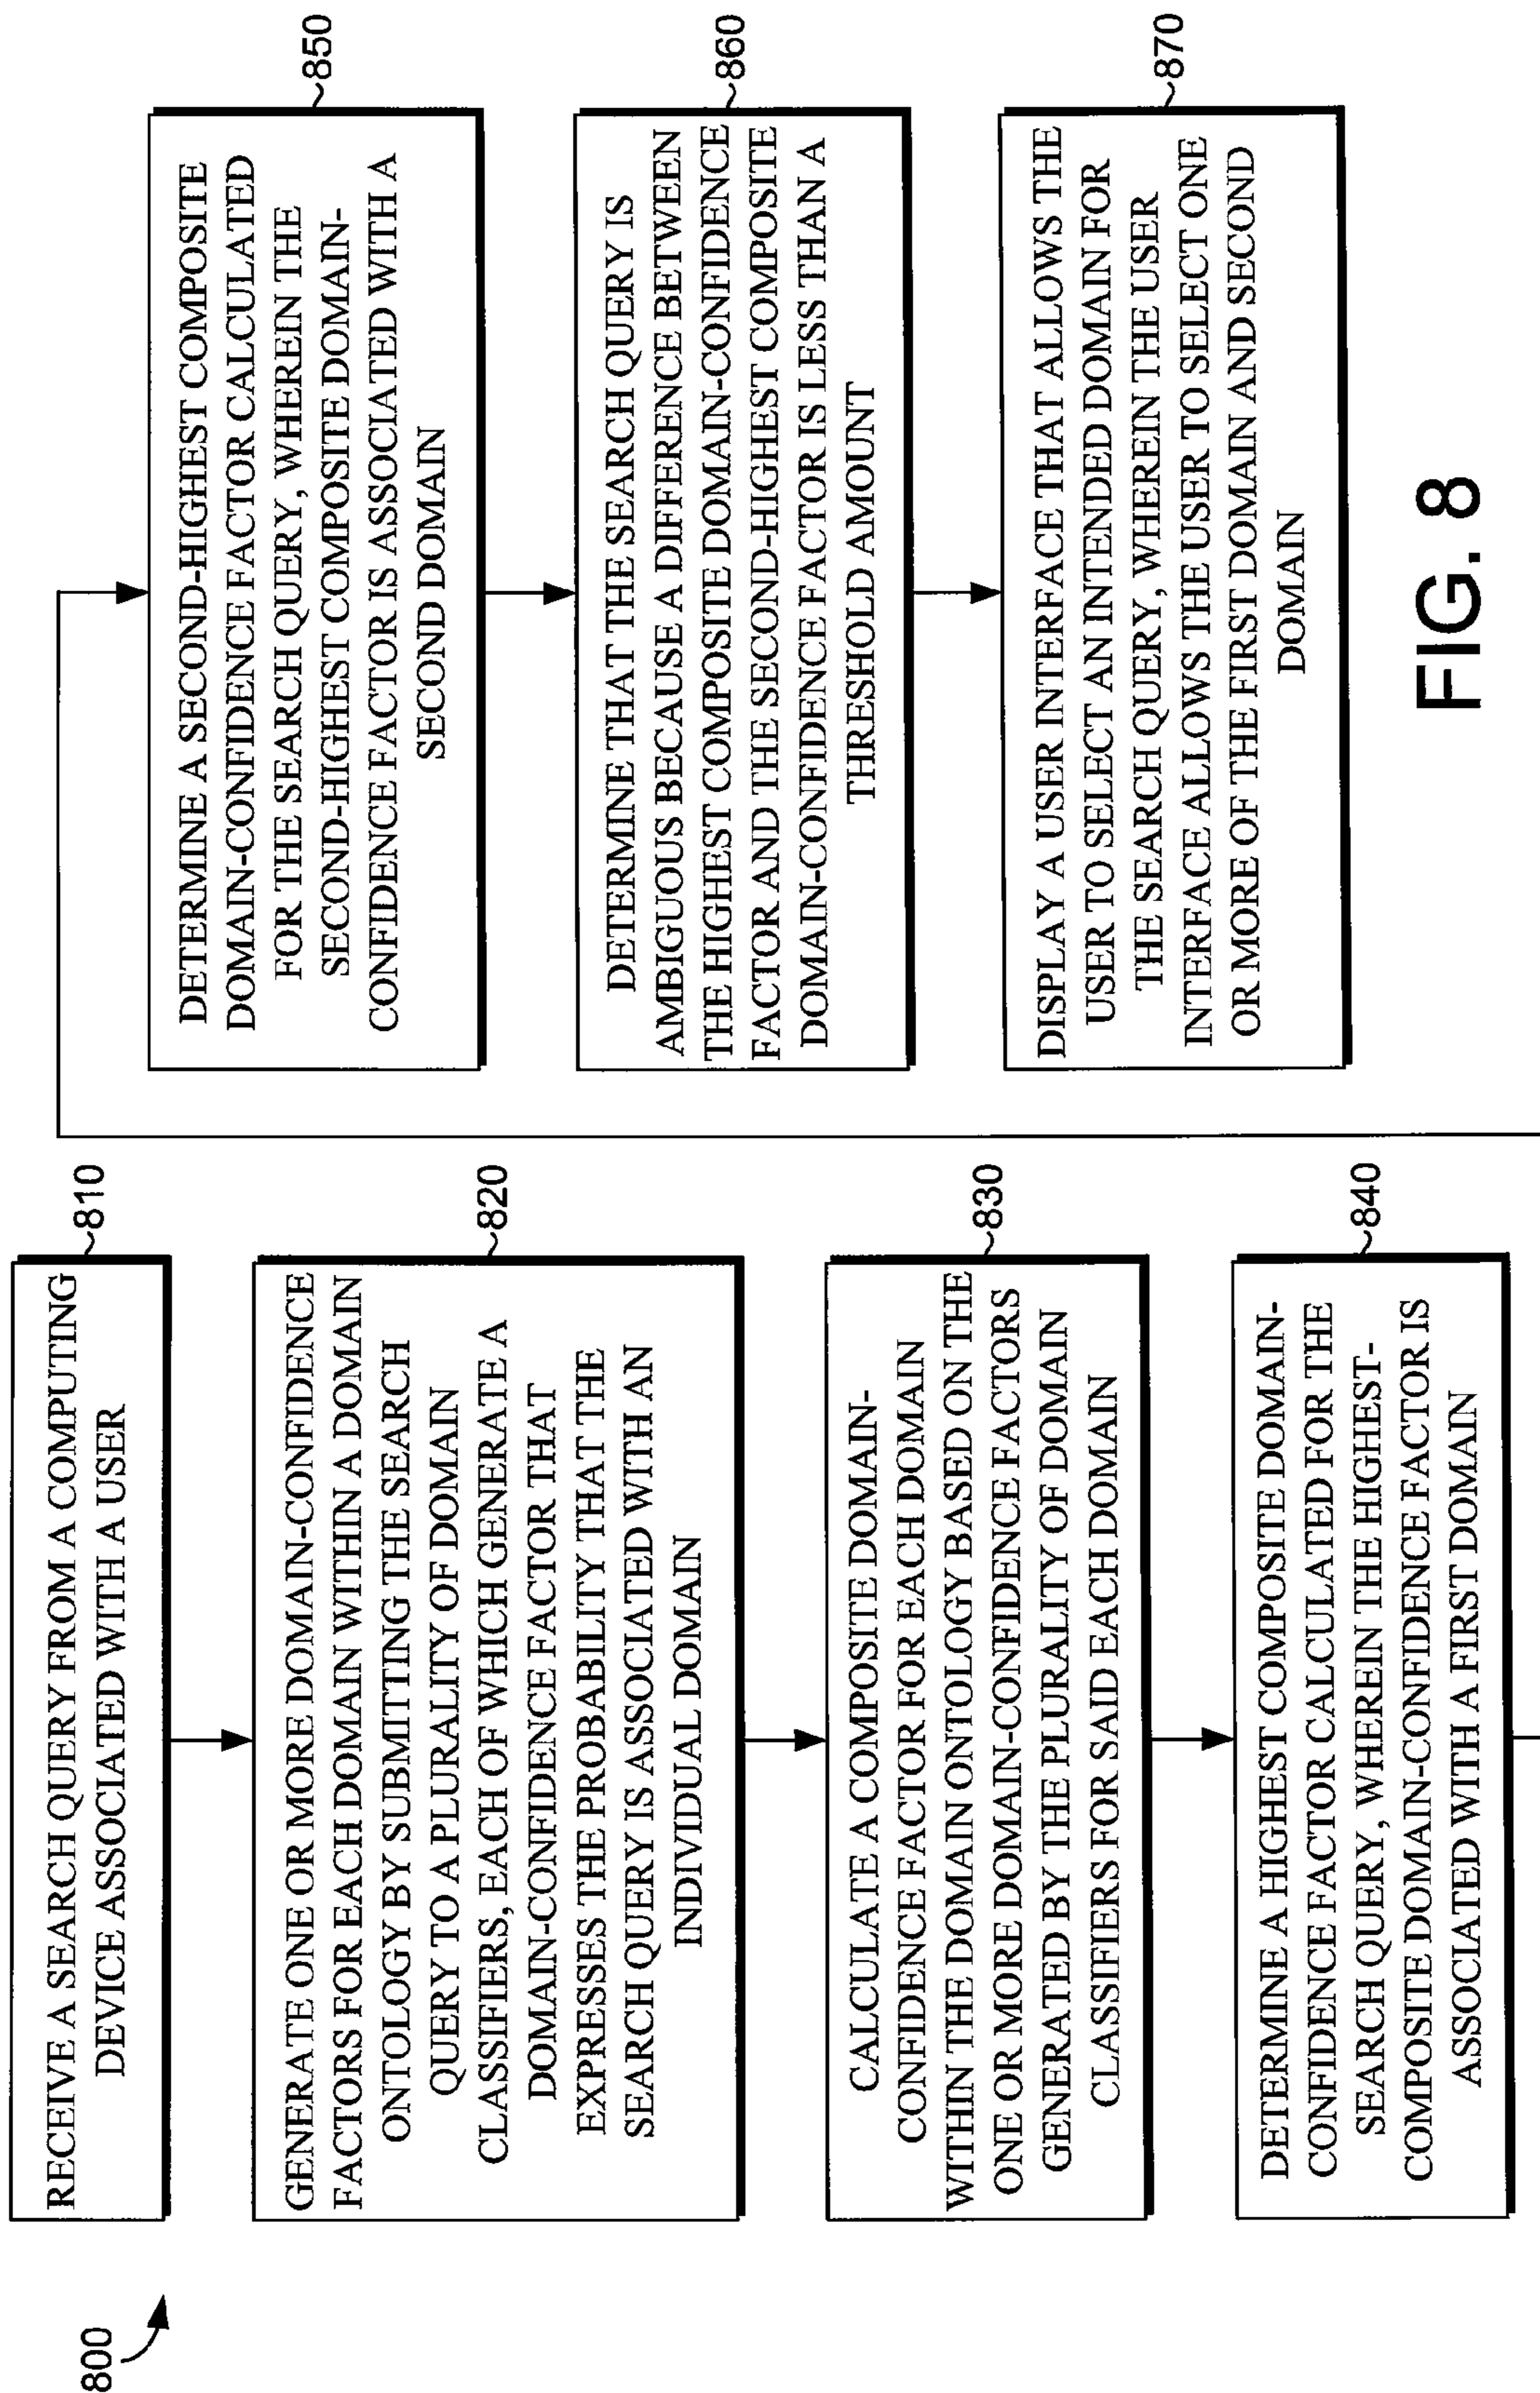 800
RECEIVE A SEARCH QUERY FROM A COMPUTING
DEVICE ASSOCIATED WITH A USER
810
GENERATE ONE OR MORE DOMAIN-CONFIDENCE
FACTORS FOR EACH DOMAIN WITHIN A DOMAIN
ONTOLOGY BY SUBMITTING THE SEARCH
QUERY TO A PLURALITY OF DOMAIN
CLASSIFIERS, EACH OF WHICH GENERATE A
DOMAIN-CONFIDENCE FACTOR THAT
EXPRESSES THE PROBABILITY THAT THE
SEARCH QUERY IS ASSOCIATED WITH AN
INDIVIDUAL DOMAIN
820
CALCULATE A COMPOSITE DOMAIN-
CONFIDENCE FACTOR FOR EACH DOMAIN
WITHIN THE DOMAIN ONTOLOGY BASED ON THE
ONE OR MORE DOMAIN-CONFIDENCE FACTORS
GENERATED BY THE PLURALITY OF DOMAIN
CLASSIFIERS FOR SAID EACH DOMAIN
830
DETERMINE A HIGHEST COMPOSITE DOMAIN-
CONFIDENCE FACTOR CALCULATED FOR THE
SEARCH QUERY, WHEREIN THE HIGHEST-
COMPOSITE DOMAIN-CONFIDENCE FACTOR IS
ASSOCIATED WITH A FIRST DOMAIN
840
DETERMINE A SECOND-HIGHEST COMPOSITE
DOMAIN-CONFIDENCE FACTOR CALCULATED
FOR THE SEARCH QUERY, WHEREIN THE
SECOND-HIGHEST COMPOSITE DOMAIN-
CONFIDENCE FACTOR IS ASSOCIATED WITH A
SECOND DOMAIN
850
DETERMINE THAT THE SEARCH QUERY IS
AMBIGUOUS BECAUSE A DIFFERENCE BETWEEN
THE HIGHEST COMPOSITE DOMAIN-CONFIDENCE
FACTOR AND THE SECOND-HIGHEST COMPOSITE
DOMAIN-CONFIDENCE FACTOR IS LESS THAN A
THRESHOLD AMOUNT
860
DISPLAY A USER INTERFACE THAT ALLOWS THE
USER TO SELECT AN INTENDED DOMAIN FOR
THE SEARCH QUERY, WHEREIN THE USER
INTERFACE ALLOWS THE USER TO SELECT ONE
OR MORE OF THE FIRST DOMAIN AND SECOND
DOMAIN
870
FIG. 8